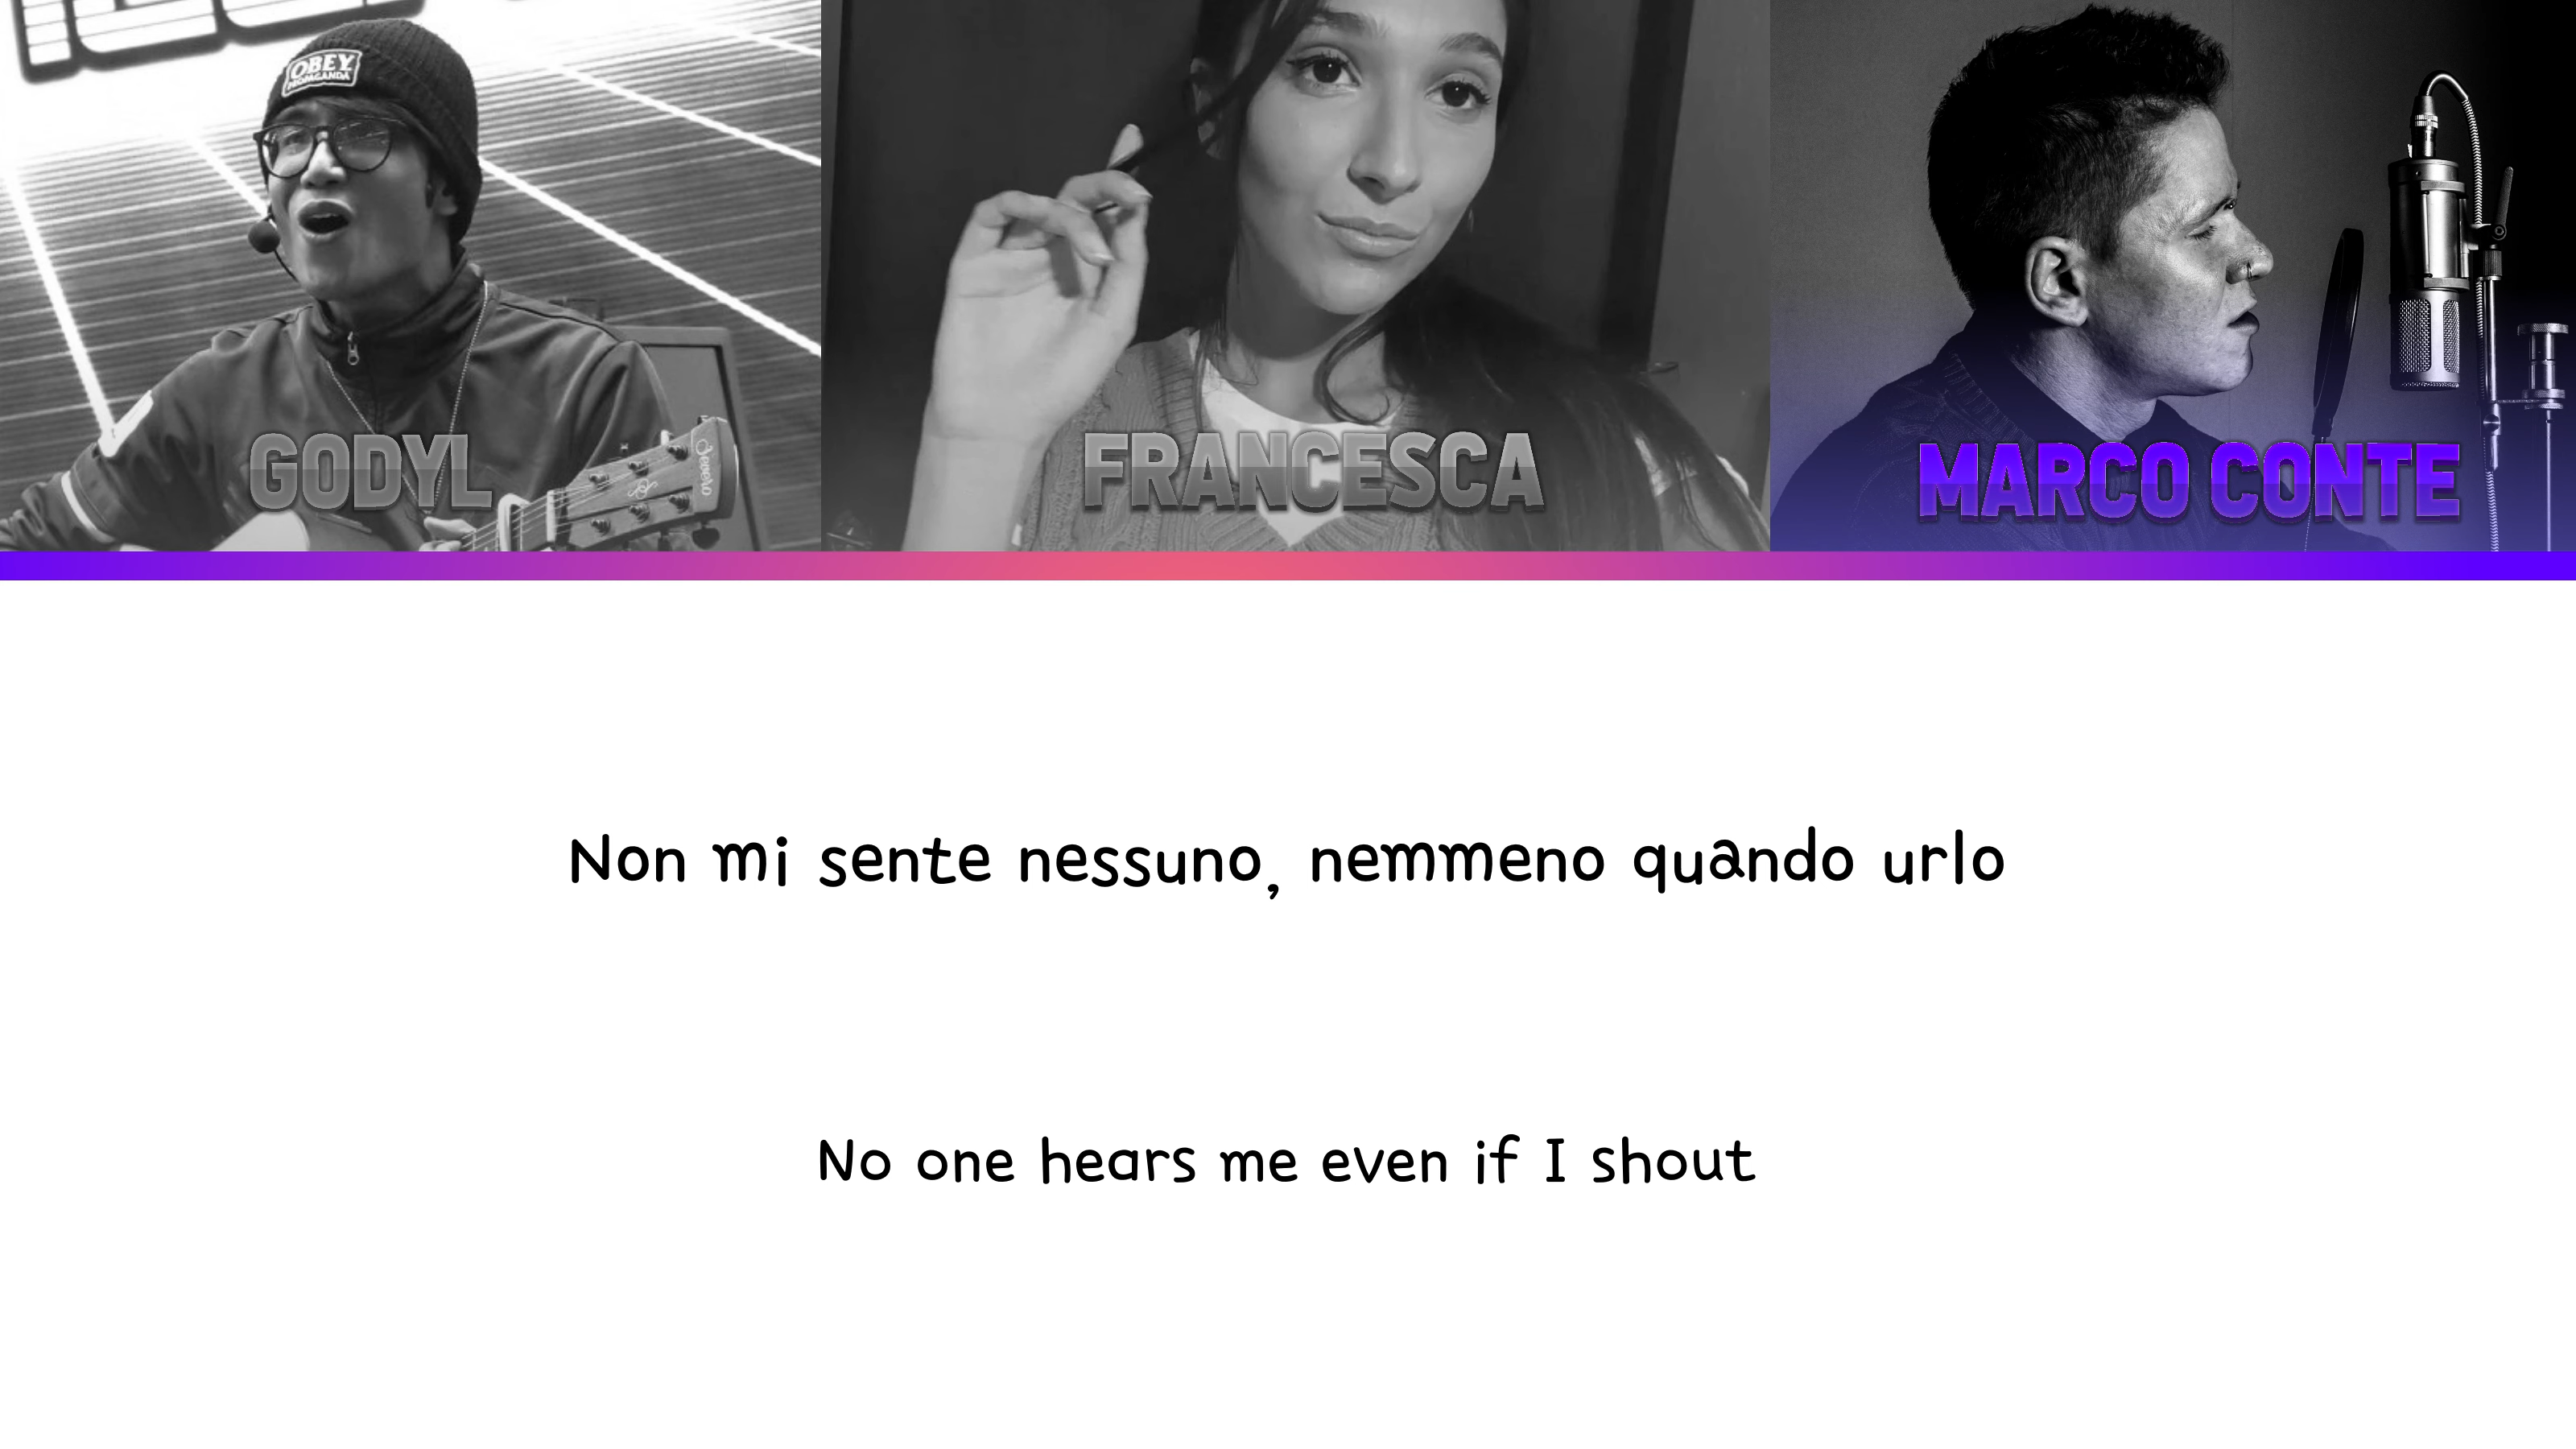 OBEY
PROPAGANDA
GODYL
FRANCESCA
MARCO CONTE
Non mi sente nessuno, nemmeno quando urlo
No one hears me even if I shout